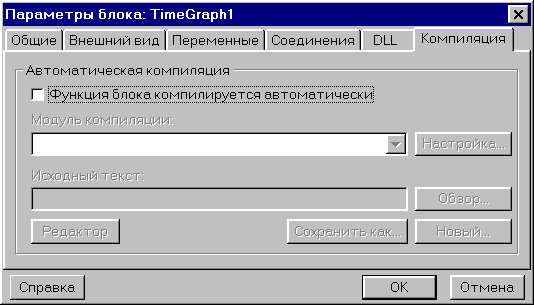 Параметры блока: TimeGraph1
Общие Внешний вид Переменные Соединения DLL Компиляция
Автоматическая компиляция
Функция блока компилируется автоматически
Модуль компиляции:
Настройка...
Исходный текст:
Обзор...
Редактор Сохранить как... Новый...
Справка OK Отмена